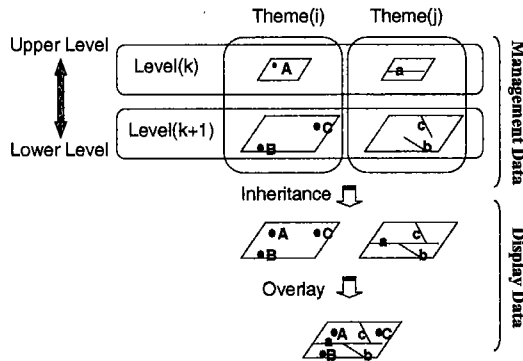 Theme(i) Theme(j)
Upper Level
Level(k)
A
a
Level(k+1)
C
B
c
b
Lower Level
Management Data
Inheritance
A
C
B
a
c
b
Display Data
Overlay
A
c
C
a
B
b